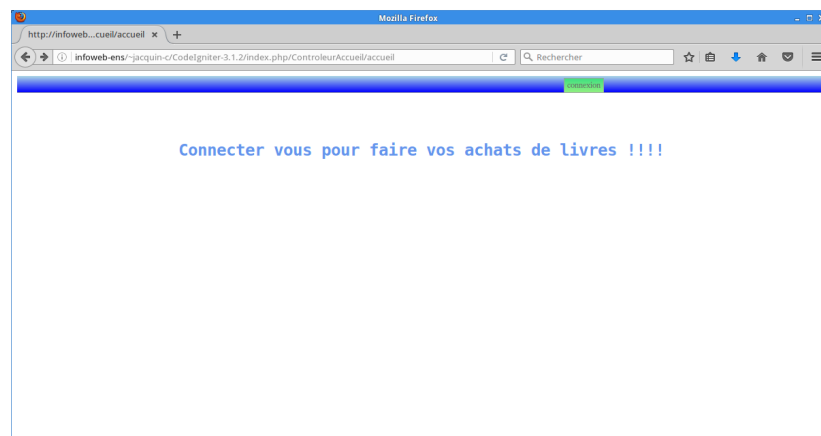 Mozilla Firefox
http://infoweb...cueil/accueil × +
infoweb-ens/~jacquin-c/CodeIgniter-3.1.2/index.php/ControleurAccueil/accueil
Rechercher
connexion
Connecter vous pour faire vos achats de livres !!!!